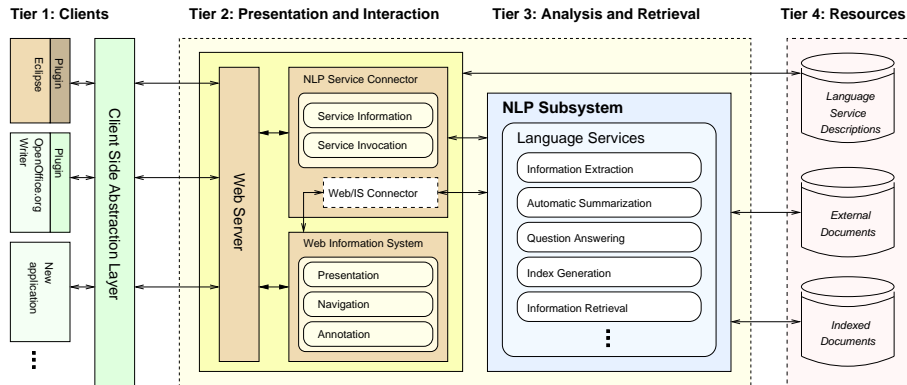 Tier 1: Clients
Tier 2: Presentation and Interaction
Tier 3: Analysis and Retrieval
Tier 4: Resources
Plugin
Eclipse
Plugin
OpenOffice.org
Writer
New
application
...
Client Side Abstraction Layer
Web Server
NLP Service Connector
Service Information
Service Invocation
Web/IS Connector
Web Information System
Presentation
Navigation
Annotation
NLP Subsystem
Language Services
Information Extraction
Automatic Summarization
Question Answering
Index Generation
Information Retrieval
...
Language
Service
Descriptions
External
Documents
Indexed
Documents